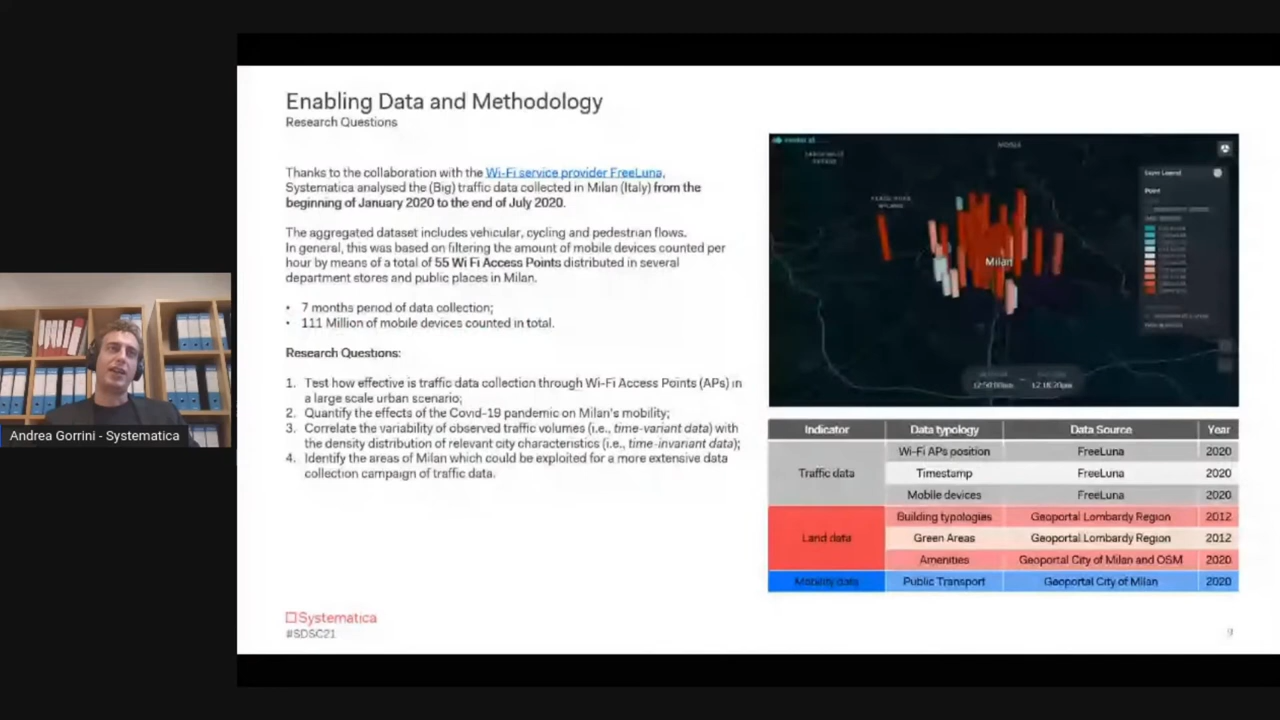 Enabling Data and Methodology
Research Questions
Thanks to the collaboration with the Wi-Fi service provider FreeLuna,
Systematica analysed the (Big) traffic data collected in Milan (Italy) from the
beginning of January 2020 to the end of July 2020.
The aggregated dataset includes vehicular, cycling and pedestrian flows.
In general, this was based on filtering the amount of mobile devices counted per
hour by means of a total of 55 Wi Fi Access Points distributed in several
department stores and public places in Milan.
• 7 months period of data collection;
• 111 Million of mobile devices counted in total.
Research Questions:
1. Test how effective is traffic data collection through Wi-Fi Access Points (APs) in
a large scale urban scenario;
2. Quantify the effects of the Covid-19 pandemic on Milan's mobility;
3. Correlate the variability of observed traffic volumes (i.e., time-variant data) with
the density distribution of relevant city characteristics (i.e., time-invariant data);
4. Identify the areas of Milan which could be exploited for a more extensive data
collection campaign of traffic data.
Systematica
#SDSC21
Milan
Indicator Data typology Data Source Year
Traffic data
Wi-Fi APs position FreeLuna 2020
Timestamp FreeLuna 2020
Mobile devices FreeLuna 2020
Land data
Building typologies Geoportal Lombardy Region 2012
Green Areas Geoportal Lombardy Region 2012
Amenities Geoportal City of Milan and OSM 2020
Mobility data Public Transport Geoportal City of Milan 2020
9
Andrea Gorrini - Systematica